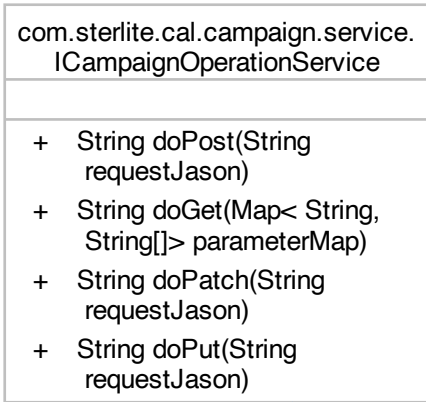 com.sterlite.cal.campaign.service.
ICampaignOperationService
+ String doPost(String
requestJason)
+ String doGet(Map< String,
String[]> parameterMap)
+ String doPatch(String
requestJason)
+ String doPut(String
requestJason)